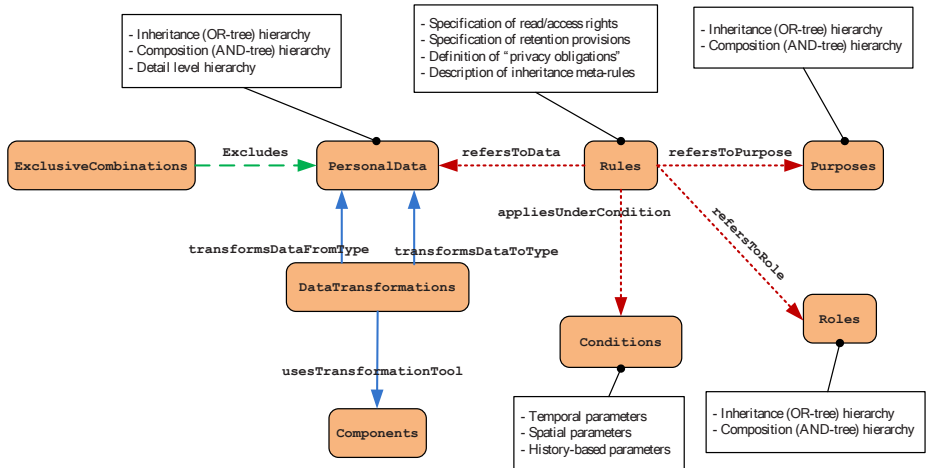 - Inheritance (OR-tree) hierarchy
- Composition (AND-tree) hierarchy
- Detail level hierarchy
- Specification of read/access rights
- Specification of retention provisions
- Definition of “privacy obligations”
- Description of inheritance meta-rules
- Inheritance (OR-tree) hierarchy
- Composition (AND-tree) hierarchy
ExclusiveCombinations
Excludes
PersonalData
refersToData
Rules
refersToPurpose
Purposes
appliesUnderCondition
refersToRole
transformsDataFromType
transformsDataToType
DataTransformations
Roles
Conditions
usesTransformationTool
Components
- Temporal parameters
- Spatial parameters
- History-based parameters
- Inheritance (OR-tree) hierarchy
- Composition (AND-tree) hierarchy